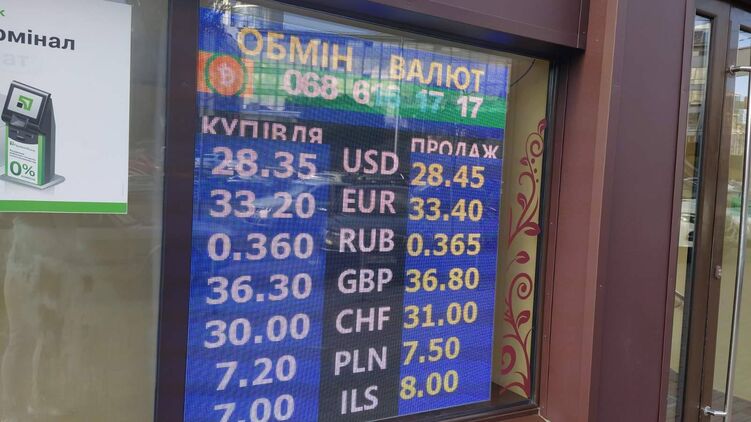 рмінал
ОБМІН ВАЛЮТ
068 615 17 17
КУПІВЛЯ ПРОДАЖ
28.35 USD 28.45
33.20 EUR 33.40
0.360 RUB 0.365
36.30 GBP 36.80
30.00 CHF 31.00
7.20 PLN 7.50
7.00 ILS 8.00
0%